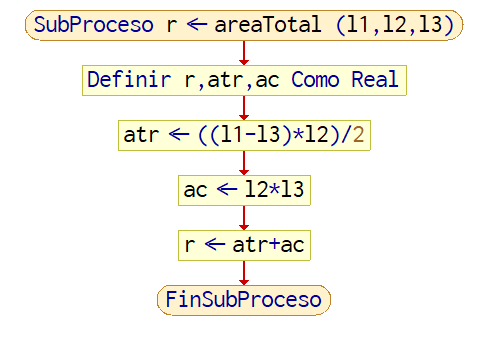 SubProceso r ← areaTotal (l1,l2,l3)
Definir r,atr,ac Como Real
atr ← ((l1-l3)*l2)/2
ac ← l2*l3
r ← atr+ac
FinSubProceso